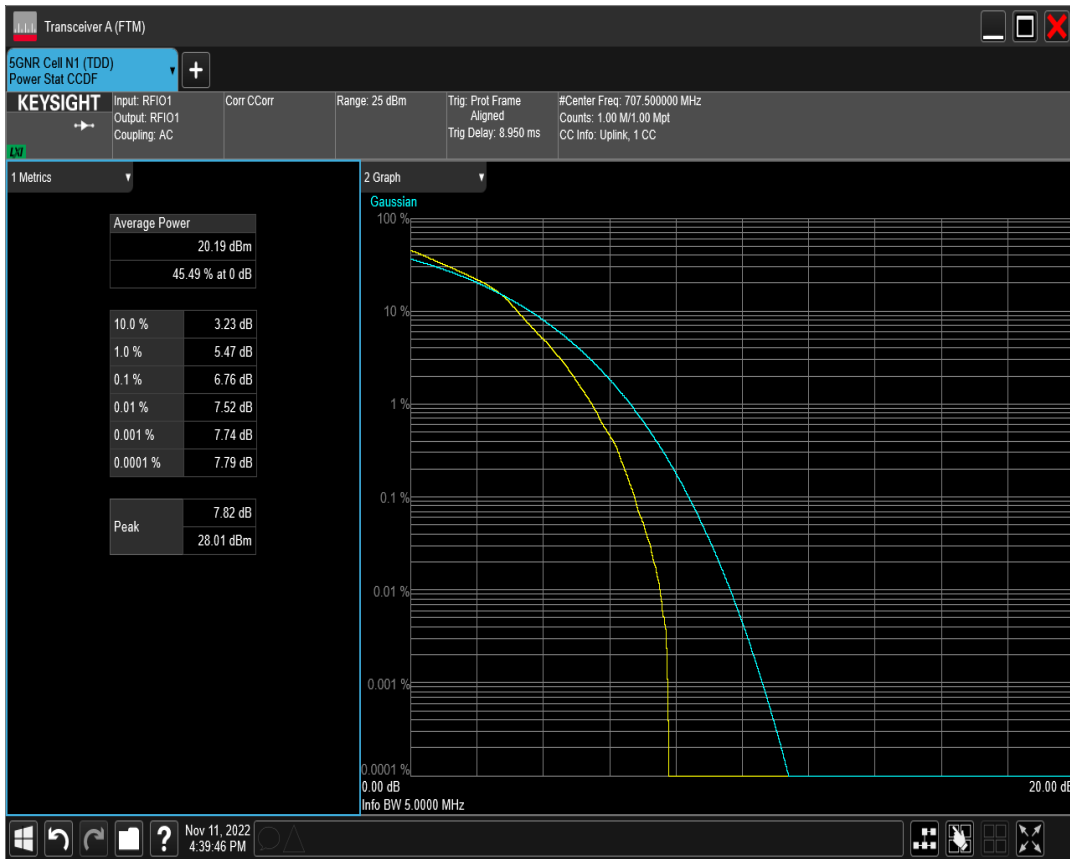 Transceiver A (FTM)
5GNR Cell N1 (TDD)
Power Stat CCDF
+
KEYSIGHT
LXI
Input: RFIO1
Output: RFIO1
Coupling: AC
Corr CCorr
Range: 25 dBm
Trig: Prot Frame
Aligned
Trig Delay: 8.950 ms
#Center Freq: 707.500000 MHz
Counts: 1.00 M/1.00 Mpt
CC Info: Uplink, 1 CC
1 Metrics
Average Power
20.19 dBm
45.49 % at 0 dB
10.0 % 3.23 dB
1.0 % 5.47 dB
0.1 % 6.76 dB
0.01 % 7.52 dB
0.001 % 7.74 dB
0.0001 % 7.79 dB
Peak
7.82 dB
28.01 dBm
2 Graph
Gaussian
100 %
10 %
1 %
0.1 %
0.01 %
0.001 %
0.0001 %
0.00 dB 20.00 dB
Info BW 5.0000 MHz
?
Nov 11, 2022
4:39:46 PM